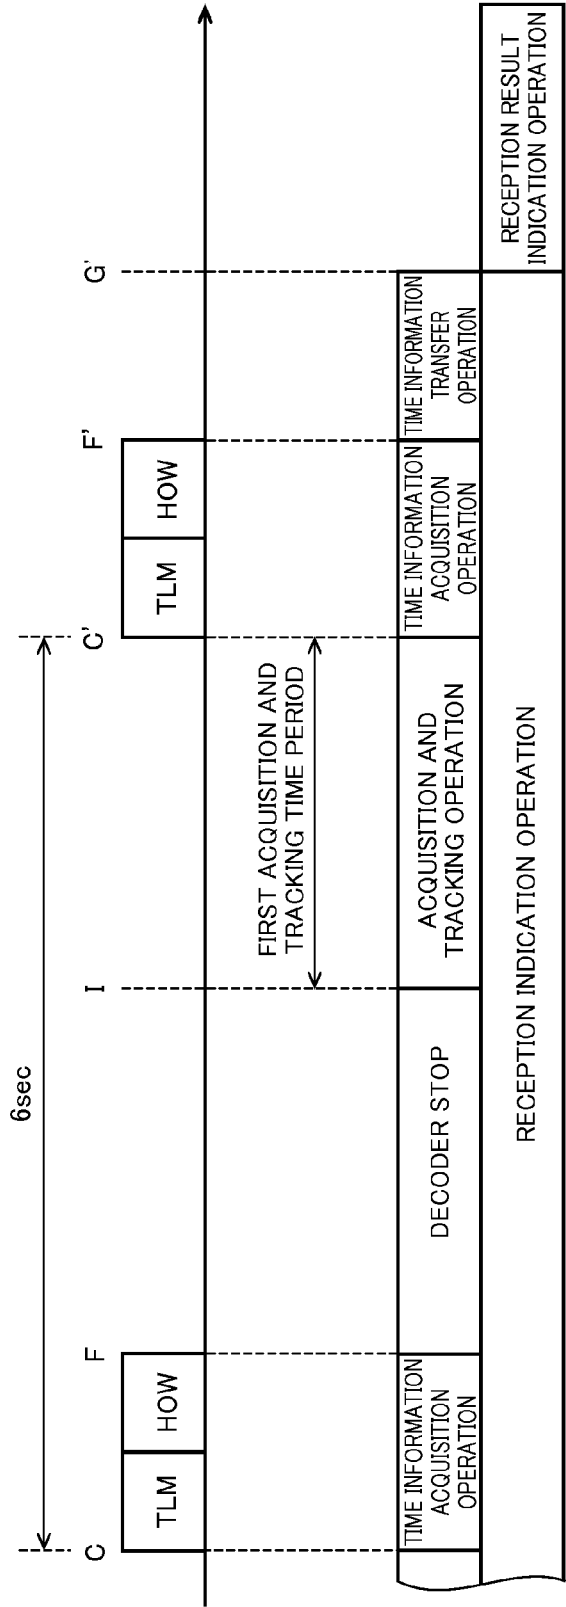 6sec
C
F
I
C'
F'
G'
TLM
HOW
TLM
HOW
FIRST ACQUISITION AND
TRACKING TIME PERIOD
TIME INFORMATION
ACQUISITION
OPERATION
DECODER STOP
ACQUISITION AND
TRACKING OPERATION
TIME INFORMATION
ACQUISITION
OPERATION
TIME INFORMATION
TRANSFER
OPERATION
RECEPTION INDICATION OPERATION
RECEPTION RESULT
INDICATION OPERATION